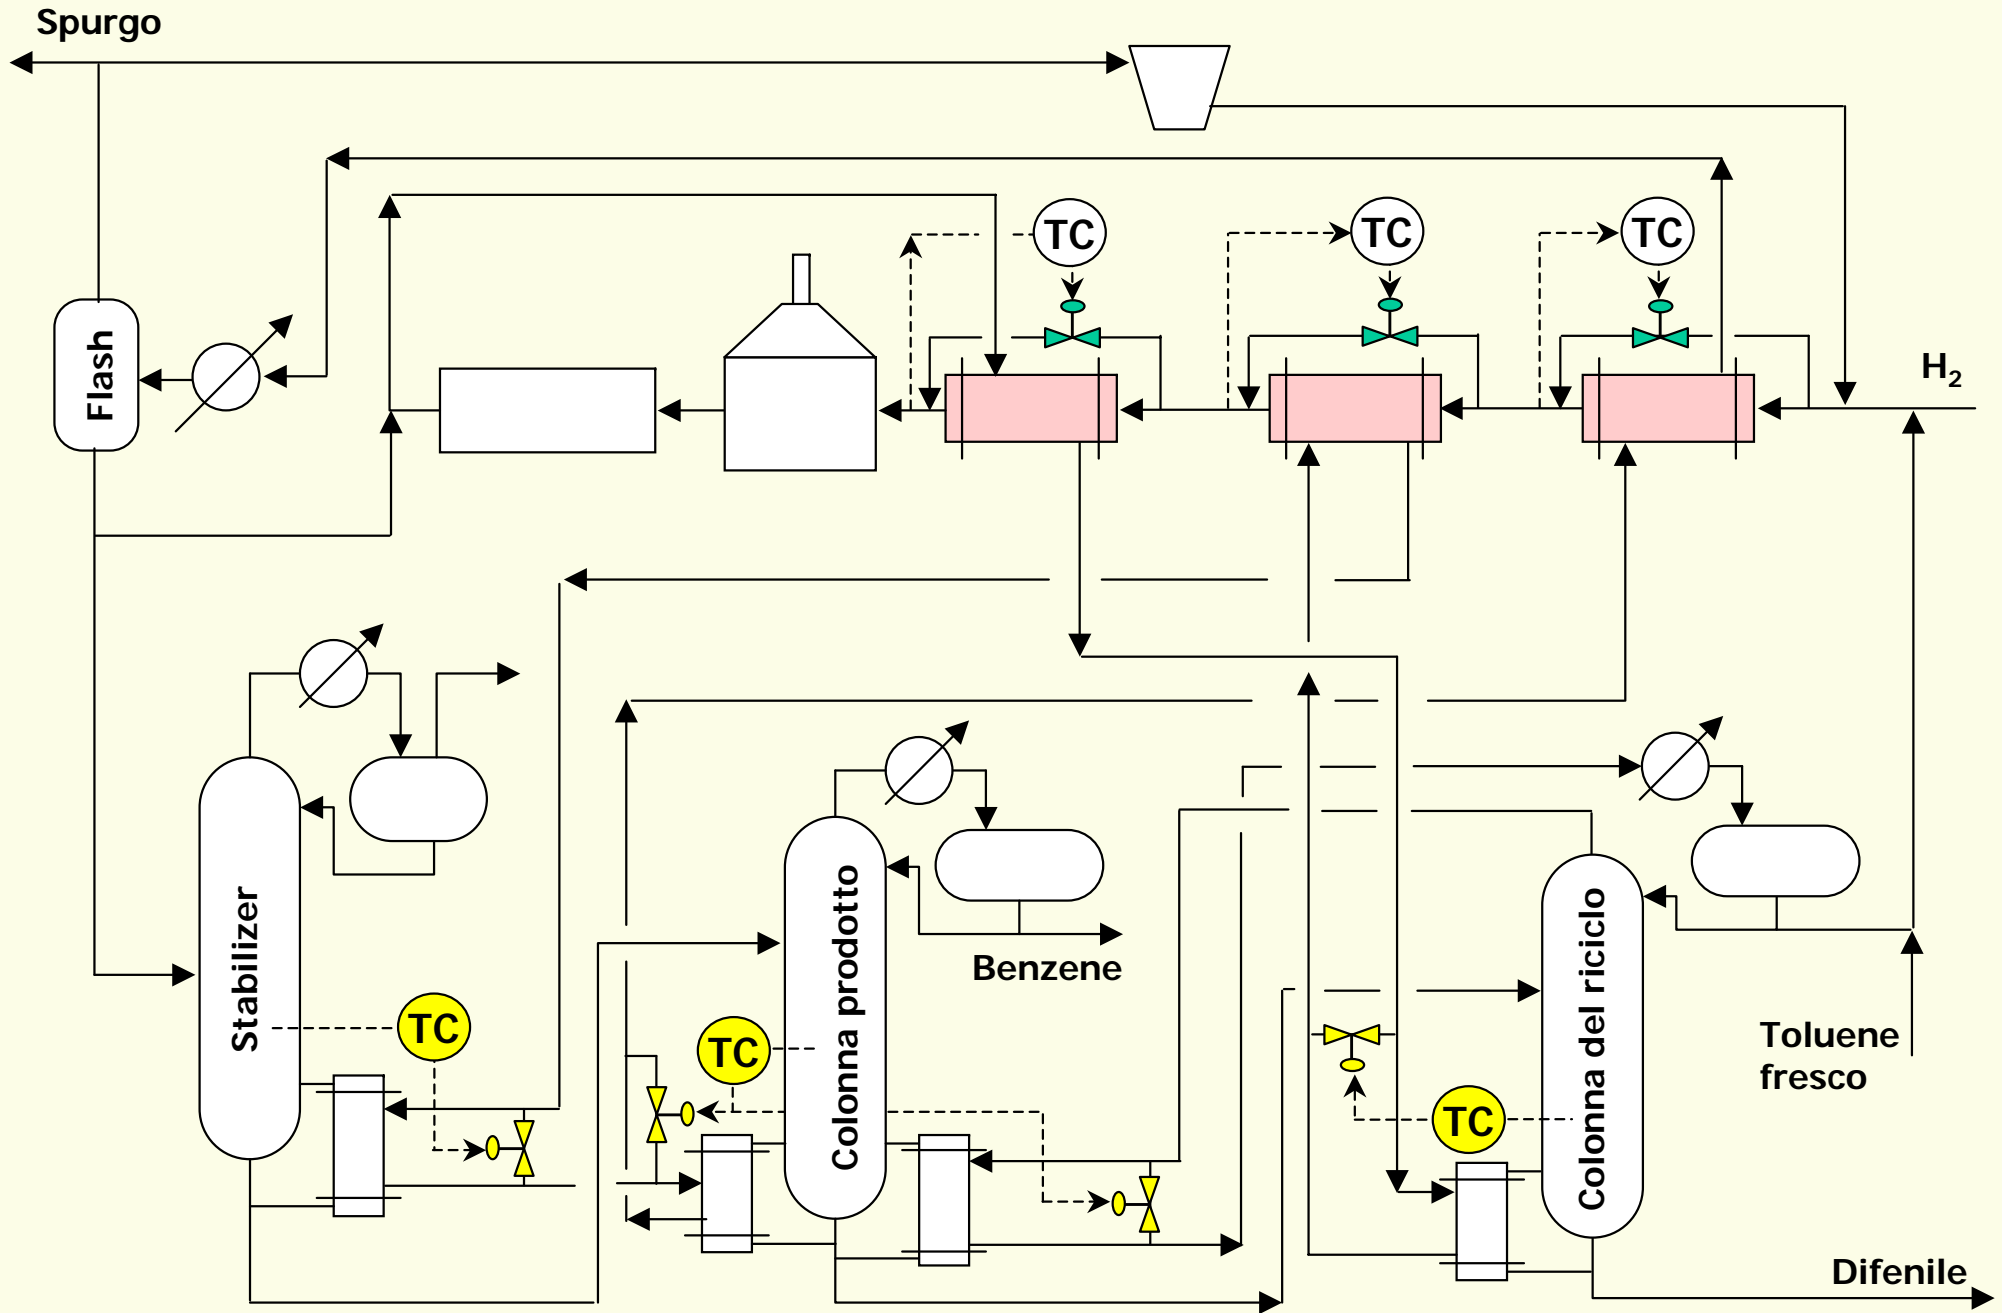 Spurgo
TC
TC
TC
Flash
H2
Stabilizer
TC
Colonna prodotto
TC
Benzene
Colonna del riciclo
TC
Toluene
fresco
Difenile